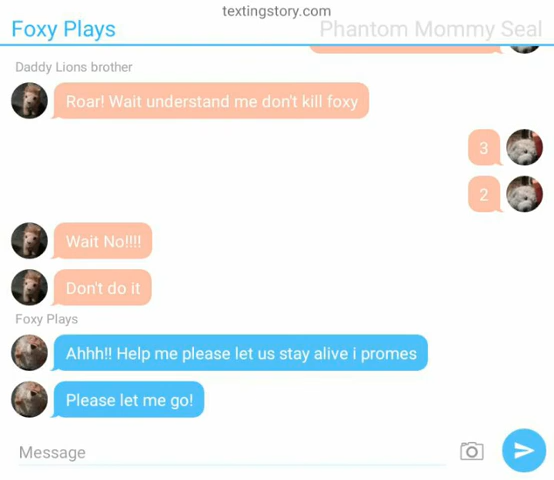 textingstory.com
Foxy Plays
Phantom Mommy Seal
Daddy Lions brother
Roar! Wait understand me don't kill foxy
3
2
Wait No!!!!
Don't do it
Foxy Plays
Ahhh!! Help me please let us stay alive i promes
Please let me go!
Message